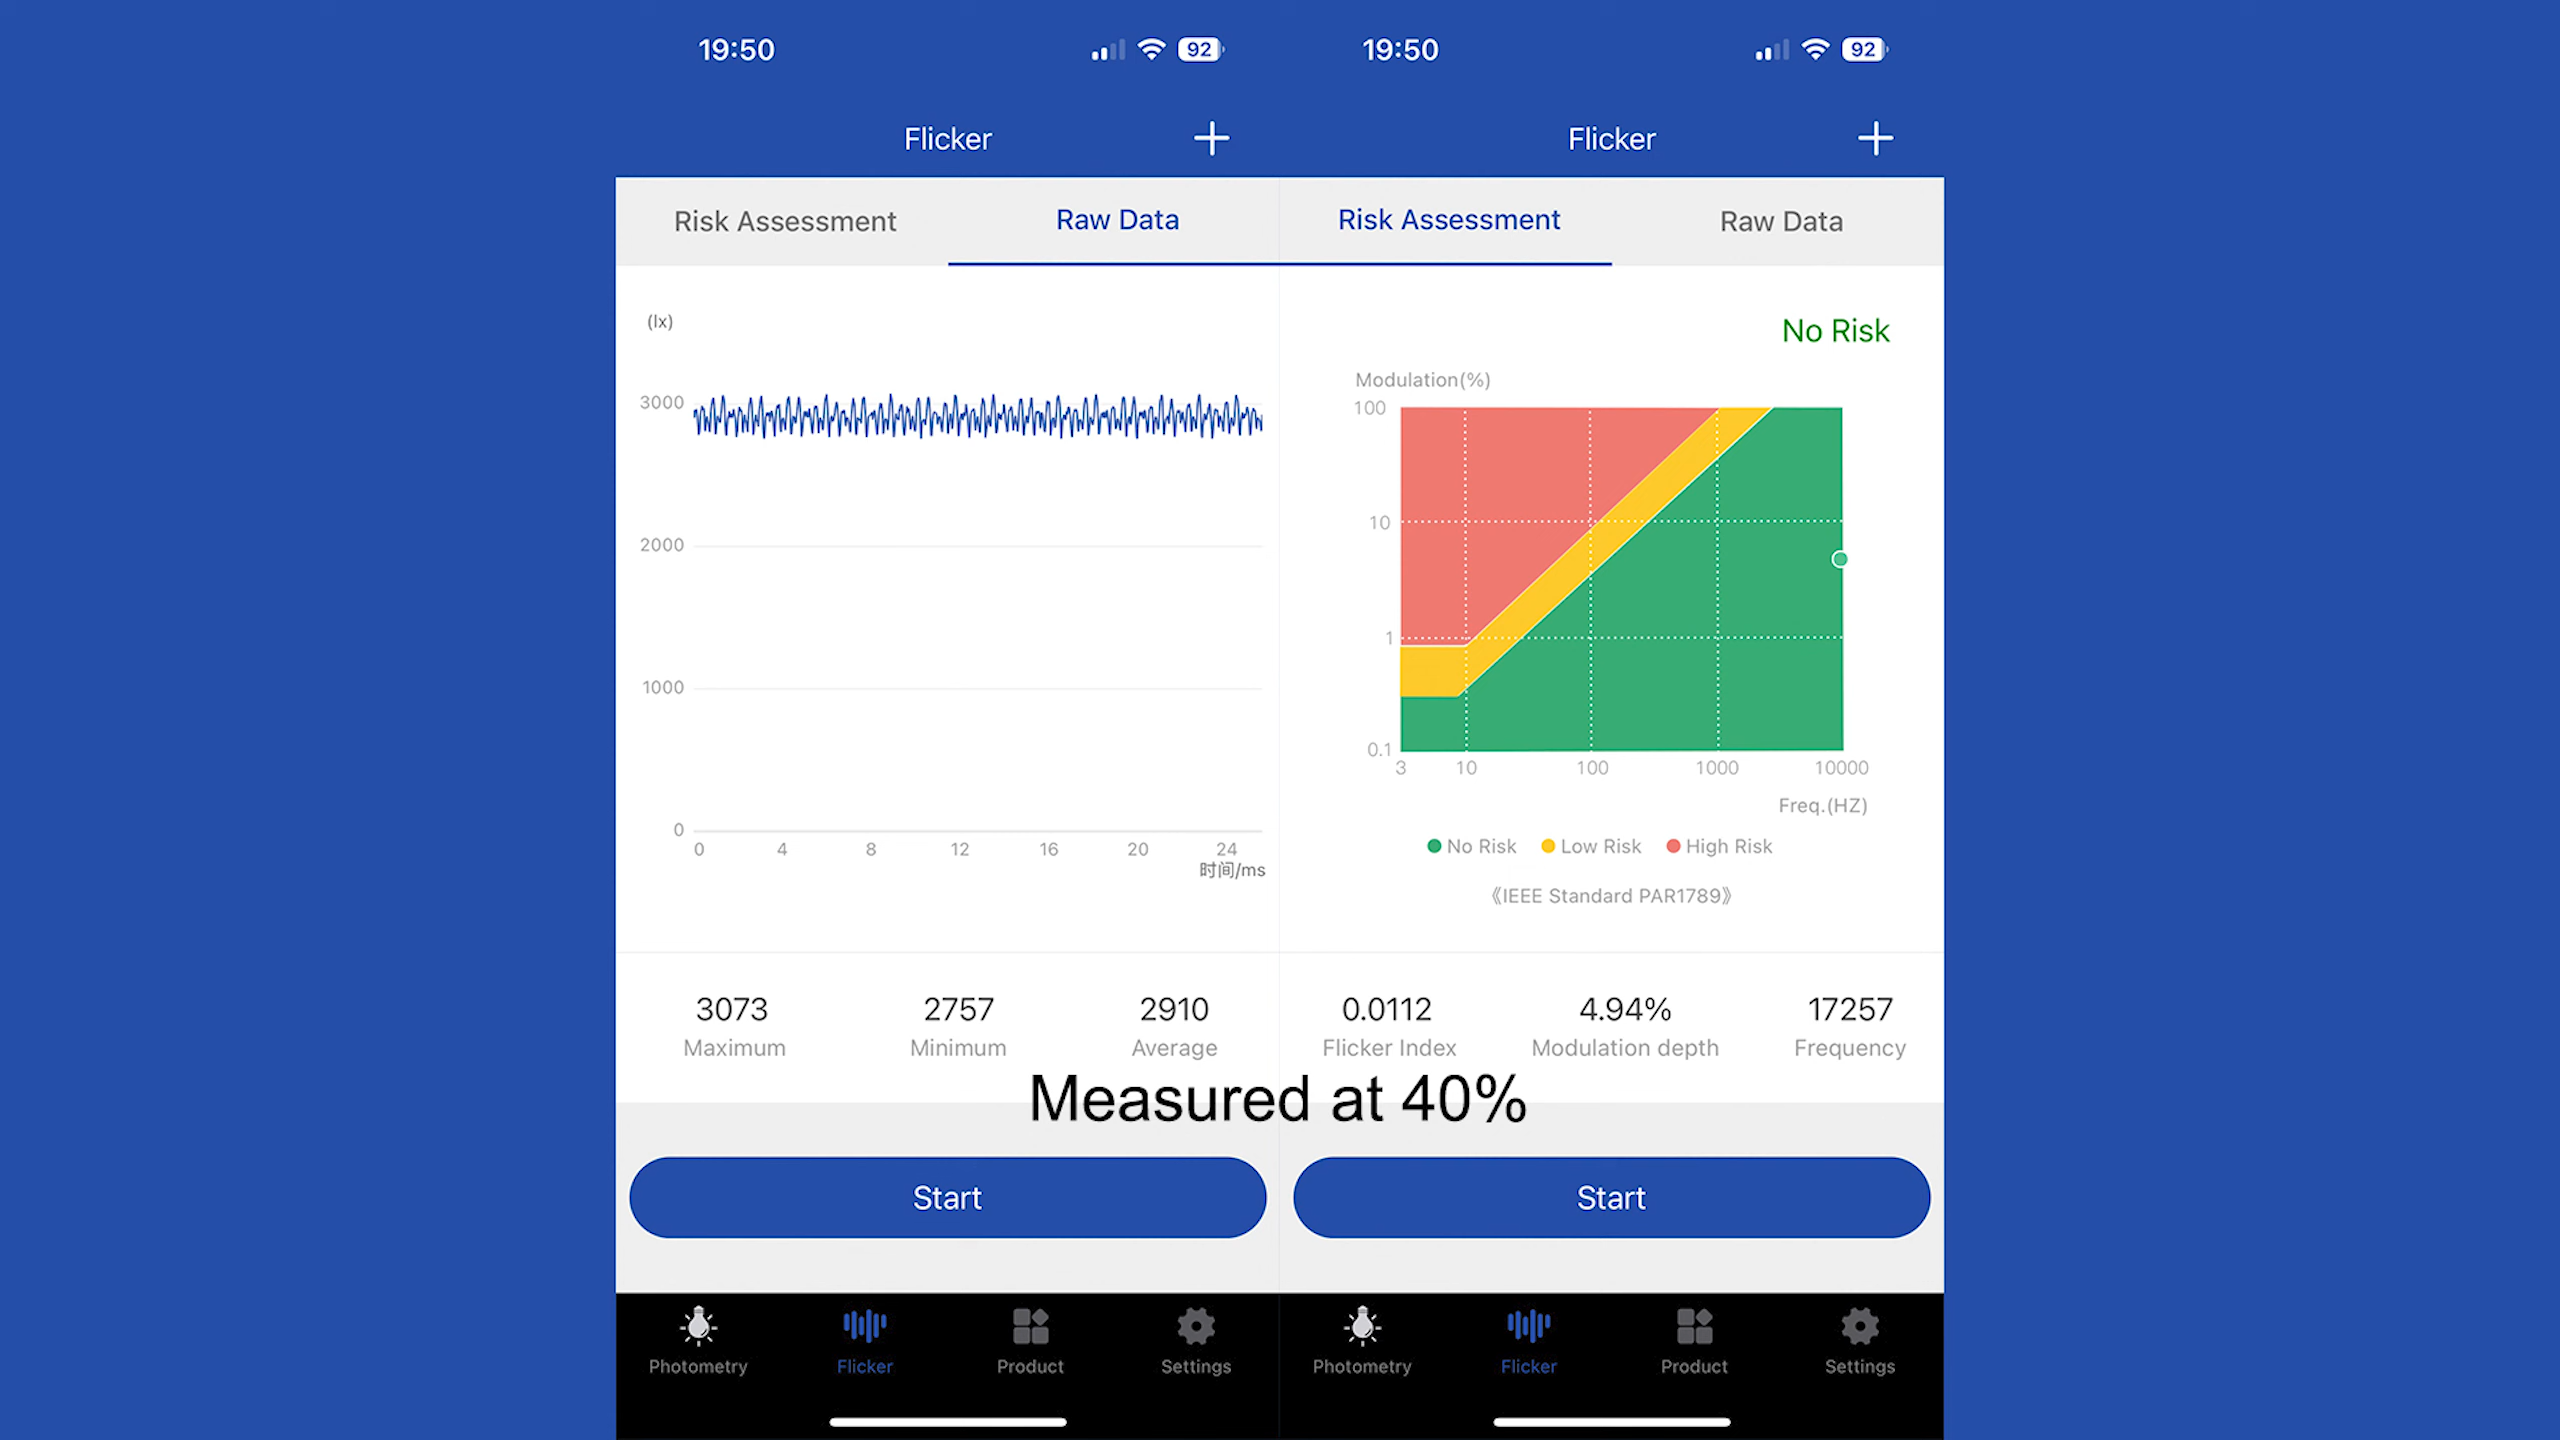 19:50
92
Flicker
Risk Assessment
Raw Data
(lx)
3000
2000
1000
0
0 4 8 12 16 20 24
时间/ms
3073 2757 2910
Maximum Minimum Average
Start
Photometry Flicker Product Settings
19:50
92
Flicker
Risk Assessment
Raw Data
No Risk
Modulation(%)
100
10
1
0.1
3 10 100 1000 10000
Freq.(HZ)
No Risk Low Risk High Risk
《IEEE Standard PAR1789》
0.0112 4.94% 17257
Flicker Index Modulation depth Frequency
Measured at 40%
Start
Photometry Flicker Product Settings